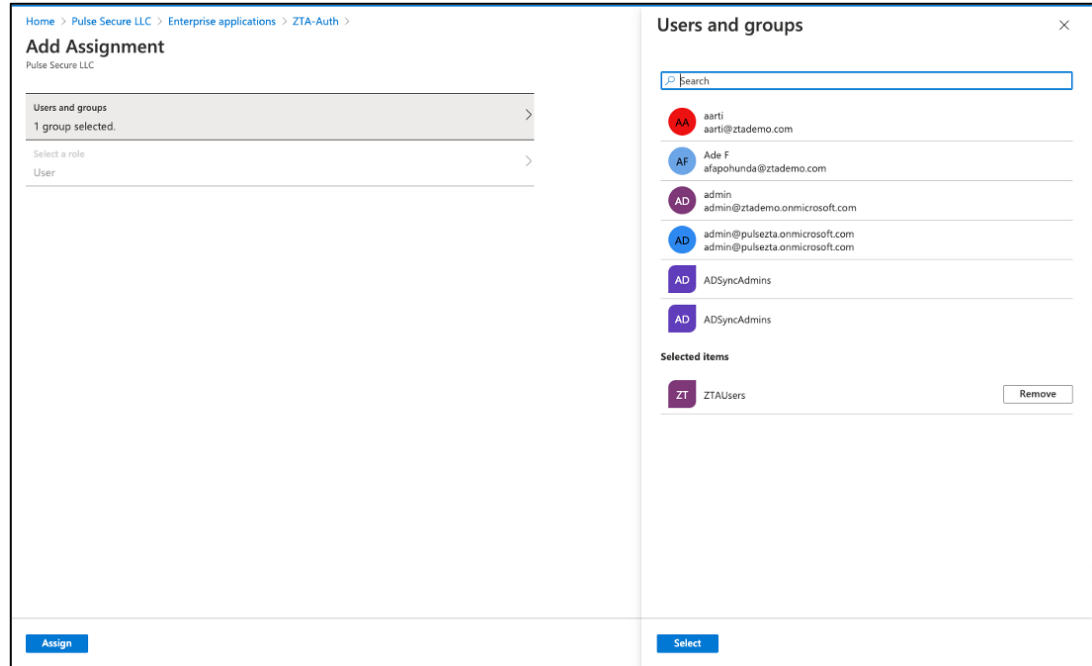 Home > Pulse Secure LLC > Enterprise applications > ZTA-Auth >
Add Assignment
Pulse Secure LLC
Users and groups
1 group selected.
Select a role
User
Assign
Users and groups
Search
AA
aarti
aarti@ztademo.com
AF
Ade F
afapohunda@ztademo.com
AD
admin
admin@ztademo.onmicrosoft.com
AD
admin@pulsezta.onmicrosoft.com
admin@pulsezta.onmicrosoft.com
AD
ADSyncAdmins
AD
ADSyncAdmins
Selected items
ZT
ZTAUsers
Remove
Select